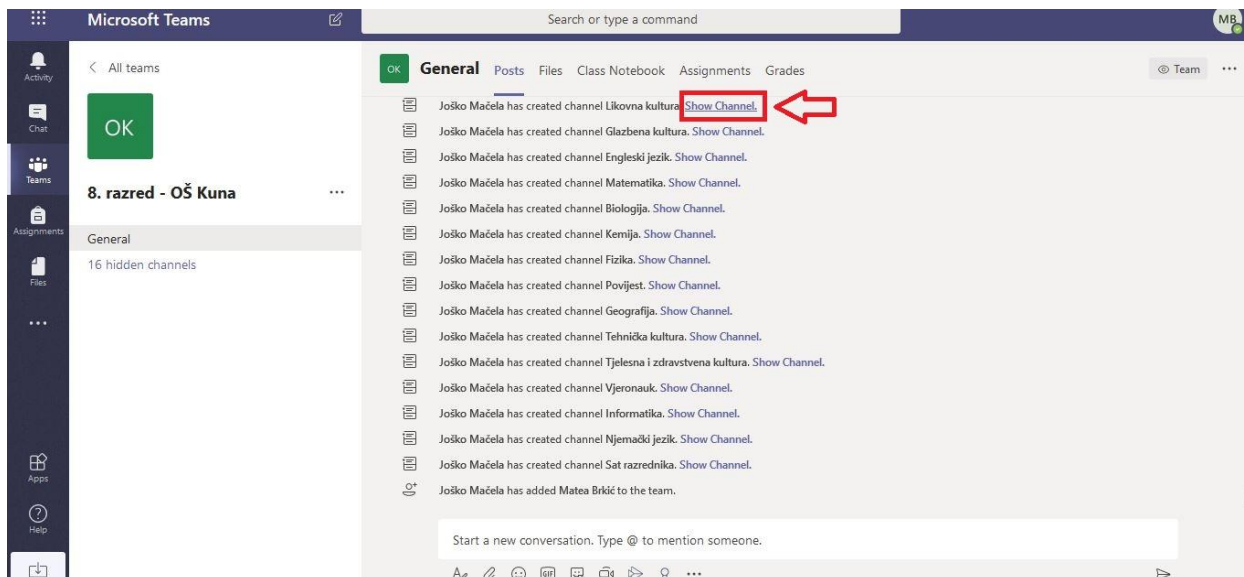 Microsoft Teams
Search or type a command
MB
Activity
Chat
Teams
Assignments
Files
Apps
Help
All teams
OK
8. razred - OŠ Kuna
General
16 hidden channels
OK General Posts Files Class Notebook Assignments Grades
Team
Joško Mačela has created channel Likovna kultura. Show Channel.
Joško Mačela has created channel Glazbena kultura. Show Channel.
Joško Mačela has created channel Engleski jezik. Show Channel.
Joško Mačela has created channel Matematika. Show Channel.
Joško Mačela has created channel Biologija. Show Channel.
Joško Mačela has created channel Kemija. Show Channel.
Joško Mačela has created channel Fizika. Show Channel.
Joško Mačela has created channel Povijest. Show Channel.
Joško Mačela has created channel Geografija. Show Channel.
Joško Mačela has created channel Tehnička kultura. Show Channel.
Joško Mačela has created channel Tjelesna i zdravstvena kultura. Show Channel.
Joško Mačela has created channel Vjeronauk. Show Channel.
Joško Mačela has created channel Informatika. Show Channel.
Joško Mačela has created channel Njemački jezik. Show Channel.
Joško Mačela has created channel Sat razrednika. Show Channel.
Joško Mačela has added Matea Brkić to the team.
Start a new conversation. Type @ to mention someone.
GIF